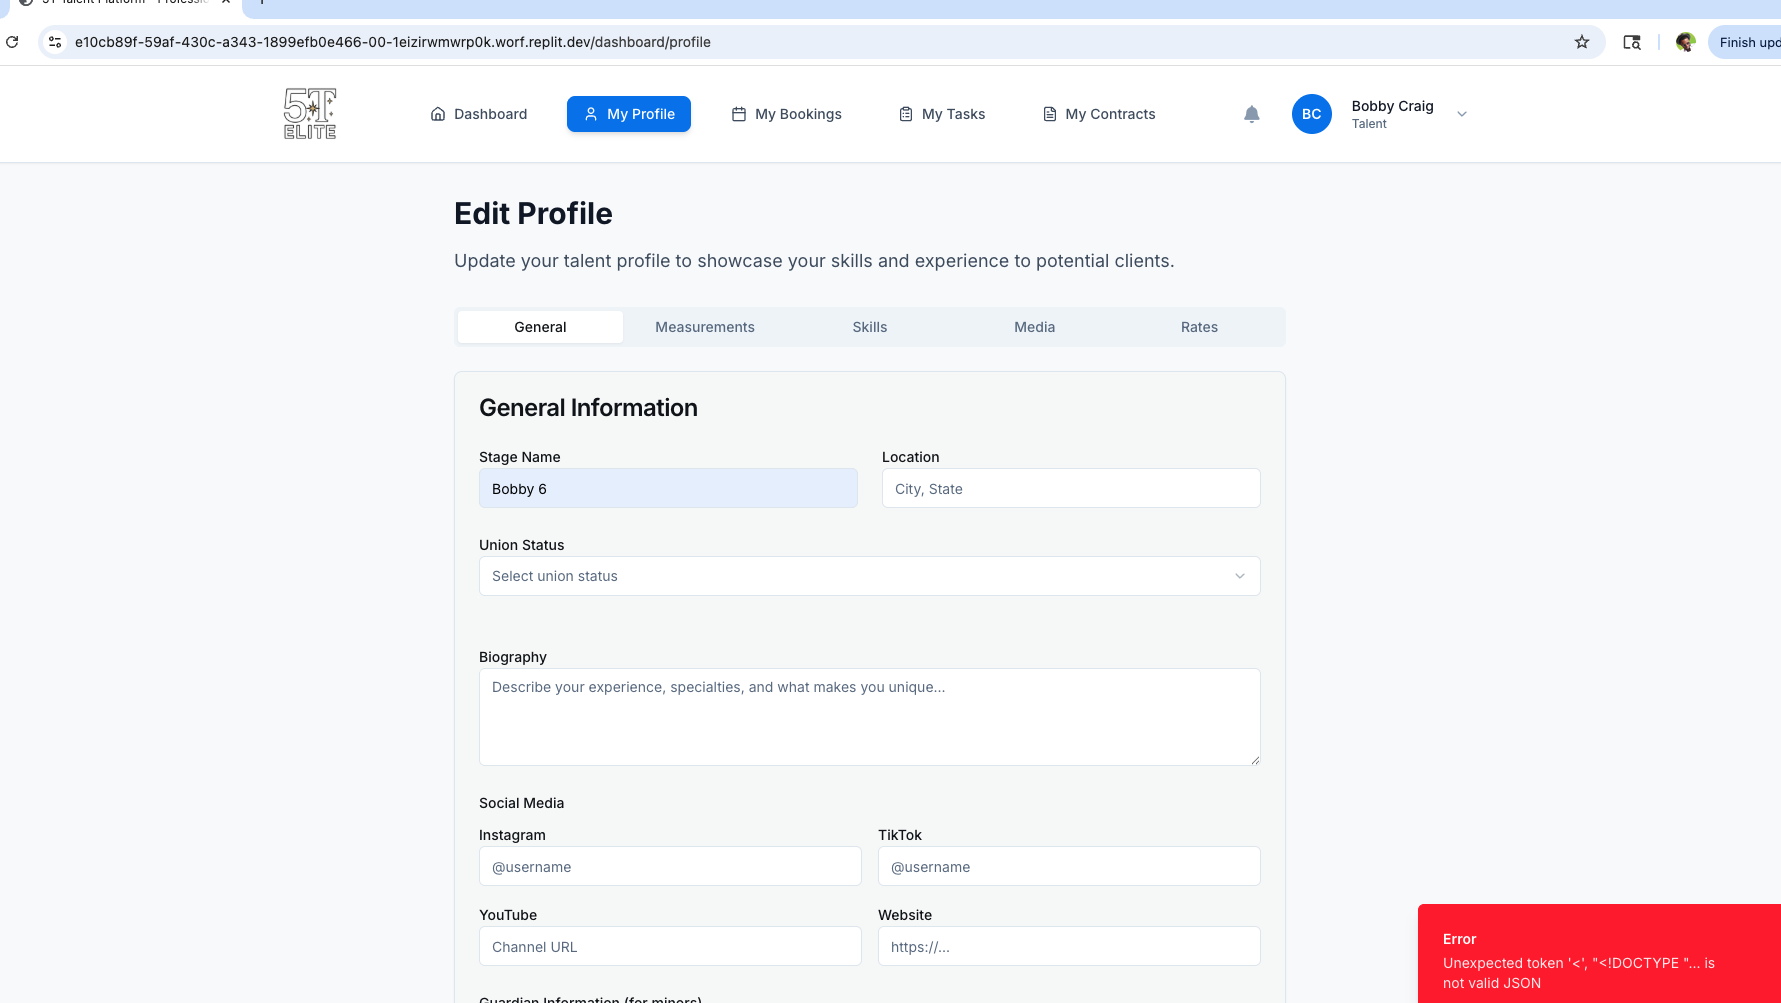 5T Talent Platform - Professio
e10cb89f-59af-430c-a343-1899efb0e466-00-1eizirwmwrp0k.worf.replit.dev/dashboard/profile
Finish upd
5T
ELITE
Dashboard
My Profile
My Bookings
My Tasks
My Contracts
BC
Bobby Craig
Talent
Edit Profile
Update your talent profile to showcase your skills and experience to potential clients.
General
Measurements
Skills
Media
Rates
General Information
Stage Name
Location
Bobby 6
City, State
Union Status
Select union status
Biography
Describe your experience, specialties, and what makes you unique...
Social Media
Instagram
TikTok
@username
@username
YouTube
Website
Channel URL
https://...
Guardian Information (for minors)
Error
Unexpected token '<', "<!DOCTYPE "... is
not valid JSON